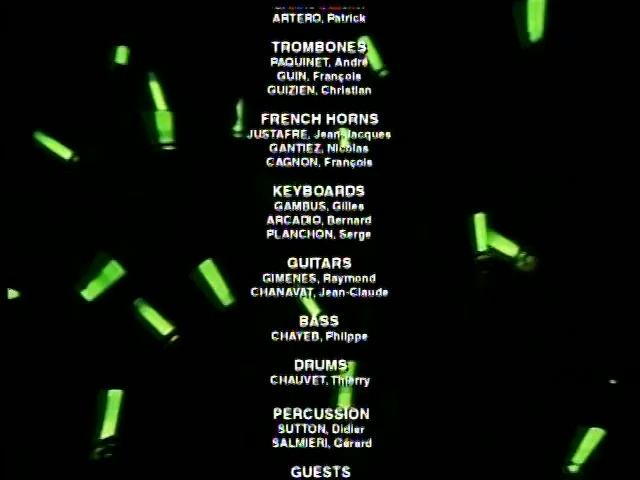 ARTERO, Patrick
TROMBONES
PAQUINET, André
GUIN, François
GUIZIEN, Christian
FRENCH HORNS
JUSTAFRE, Jean-Jacques
GANTIEZ, Nicolas
CAGNON, François
KEYBOARDS
GAMBUS, Gilles
ARCADIO, Bernard
PLANCHON, Serge
GUITARS
GIMENES, Raymond
CHANAVAT, Jean-Claude
BASS
CHAYEB, Philppe
DRUMS
CHAUVET, Thierry
PERCUSSION
SUTTON, Didier
SALMIERI, Gérard
GUESTS